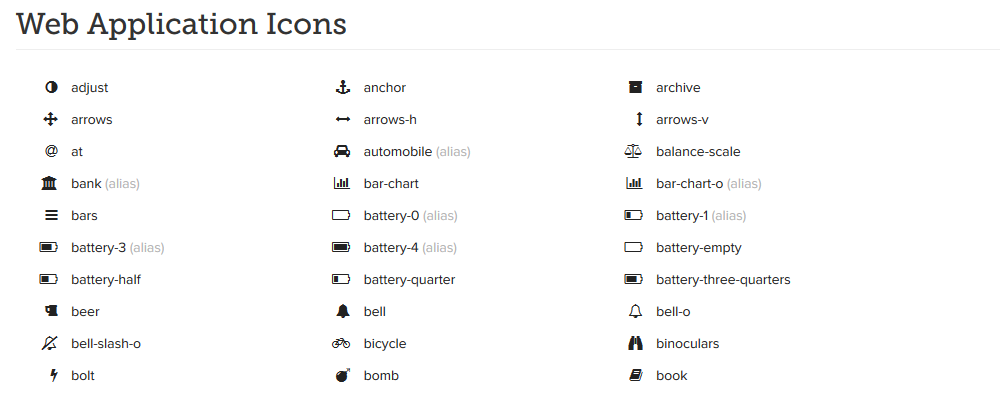 Web Application Icons
adjust anchor archive
arrows arrows-h arrows-v
at automobile (alias) balance-scale
bank (alias) bar-chart bar-chart-o (alias)
bars battery-0 (alias) battery-1 (alias)
battery-3 (alias) battery-4 (alias) battery-empty
battery-half battery-quarter battery-three-quarters
beer bell bell-o
bell-slash-o bicycle binoculars
bolt bomb book